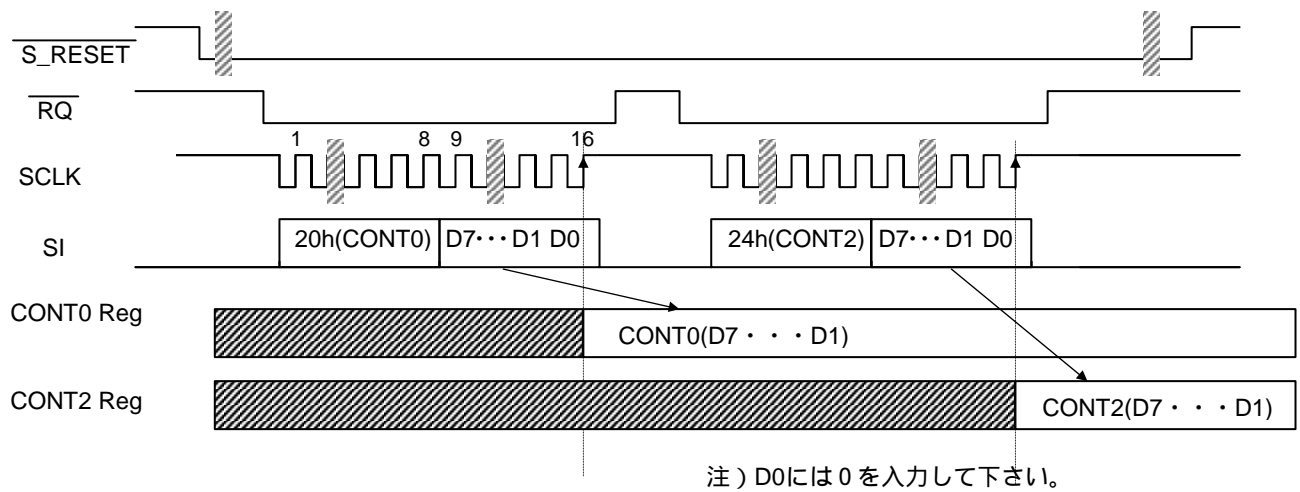 S_RESET
RQ
1 8 9 16
SCLK
SI 20h(CONT0) D7・・・D1 D0 24h(CONT2) D7・・・D1 D0
CONT0 Reg CONT0(D7・・・D1)
CONT2 Reg CONT2(D7・・・D1)
注）D0には０を入力して下さい。